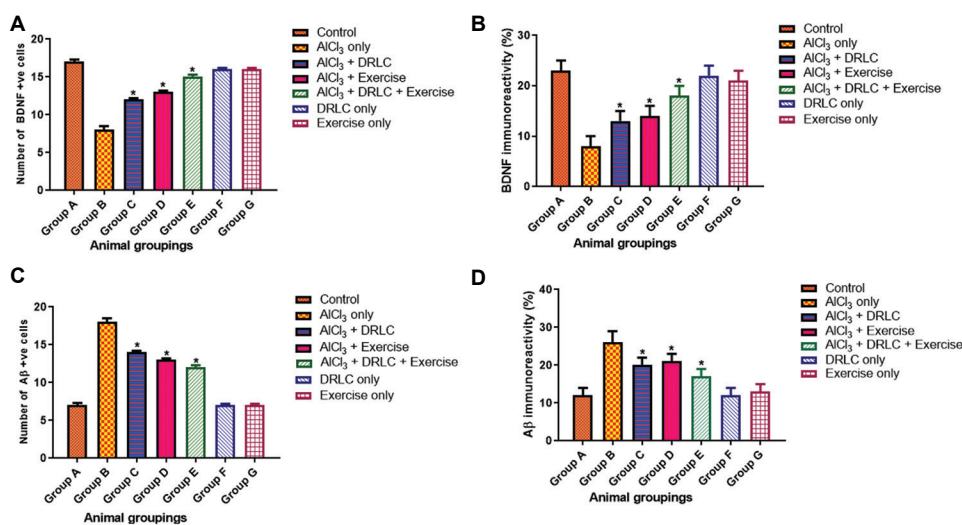 A
Number of BDNF +ve cells
20
15
10
5
0
Group A
Group B
Group C
Group D
Group E
Group F
Group G
Animal groupings
*
*
*
Control
AlCl3 only
AlCl3 + DRLC
AlCl3 + Exercise
AlCl3 + DRLC + Exercise
DRLC only
Exercise only
B
BDNF immunoreactivity (%)
30
20
10
0
Group A
Group B
Group C
Group D
Group E
Group F
Group G
Animal groupings
*
*
*
Control
AlCl3 only
AlCl3 + DRLC
AlCl3 + Exercise
AlCl3 + DRLC + Exercise
DRLC only
Exercise only
C
Number of Aβ +ve cells
20
15
10
5
0
Group A
Group B
Group C
Group D
Group E
Group F
Group G
Animal groupings
*
*
*
Control
AlCl3 only
AlCl3 + DRLC
AlCl3 + Exercise
AlCl3 + DRLC + Exercise
DRLC only
Exercise only
D
Aβ immunoreactivity (%)
40
30
20
10
0
Group A
Group B
Group C
Group D
Group E
Group F
Group G
Animal groupings
*
*
*
Control
AlCl3 only
AlCl3 + DRLC
AlCl3 + Exercise
AlCl3 + DRLC + Exercise
DRLC only
Exercise only